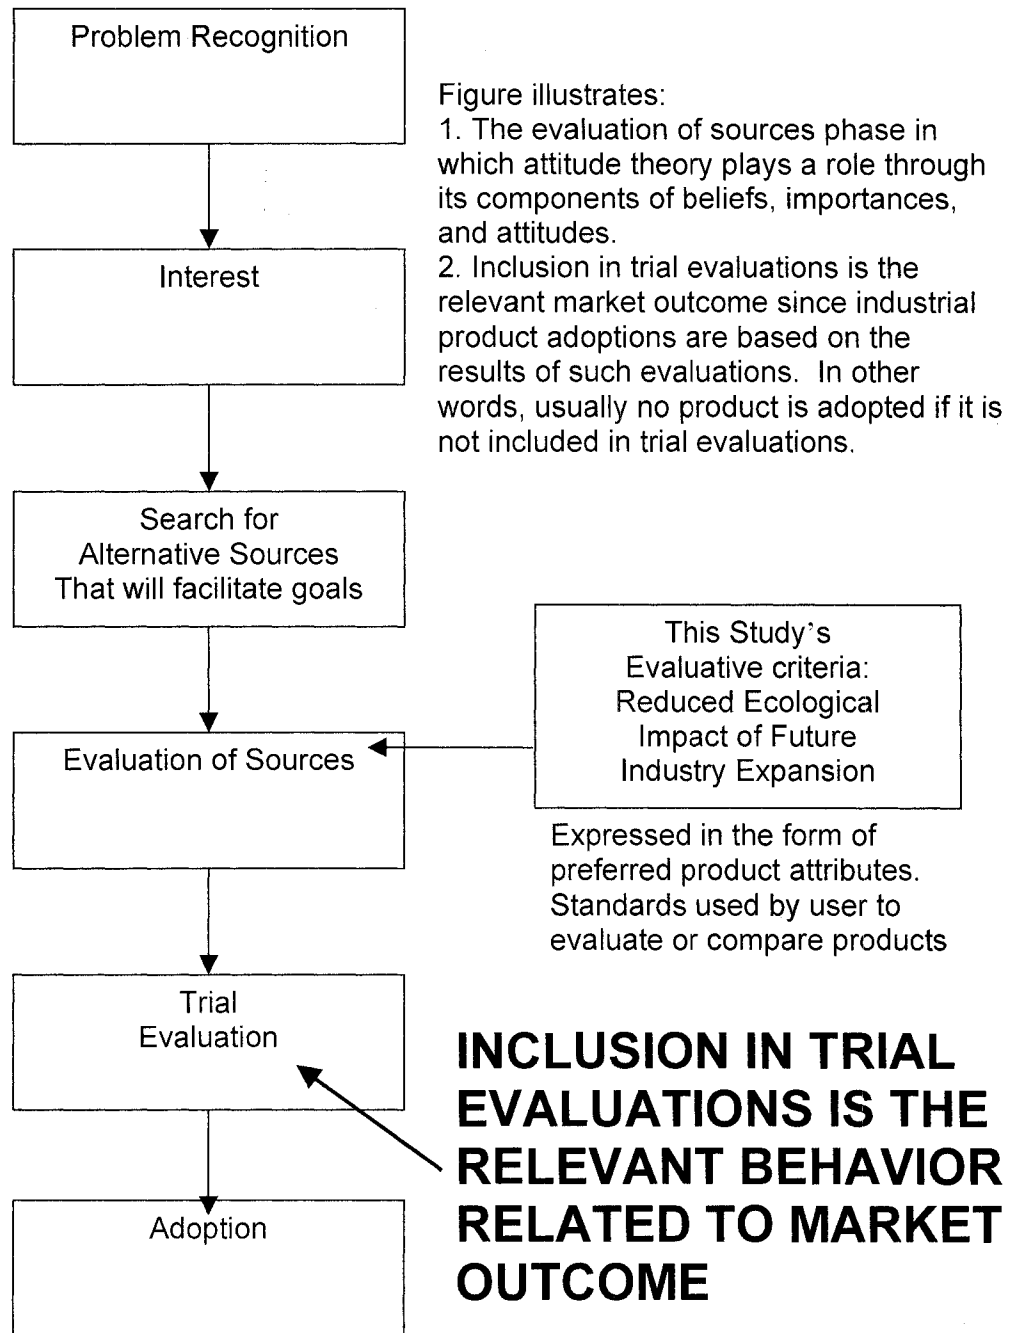 Problem Recognition
Figure illustrates:
1. The evaluation of sources phase in
which attitude theory plays a role through
its components of beliefs, importances,
and attitudes.
2. Inclusion in trial evaluations is the
relevant market outcome since industrial
product adoptions are based on the
results of such evaluations. In other
words, usually no product is adopted if it is
not included in trial evaluations.
Interest
Search for
Alternative Sources
That will facilitate goals
This Study's
Evaluative criteria:
Reduced Ecological
Impact of Future
Industry Expansion
Evaluation of Sources
Expressed in the form of
preferred product attributes.
Standards used by user to
evaluate or compare products
Trial
Evaluation
INCLUSION IN TRIAL
EVALUATIONS IS THE
RELEVANT BEHAVIOR
RELATED TO MARKET
OUTCOME
Adoption